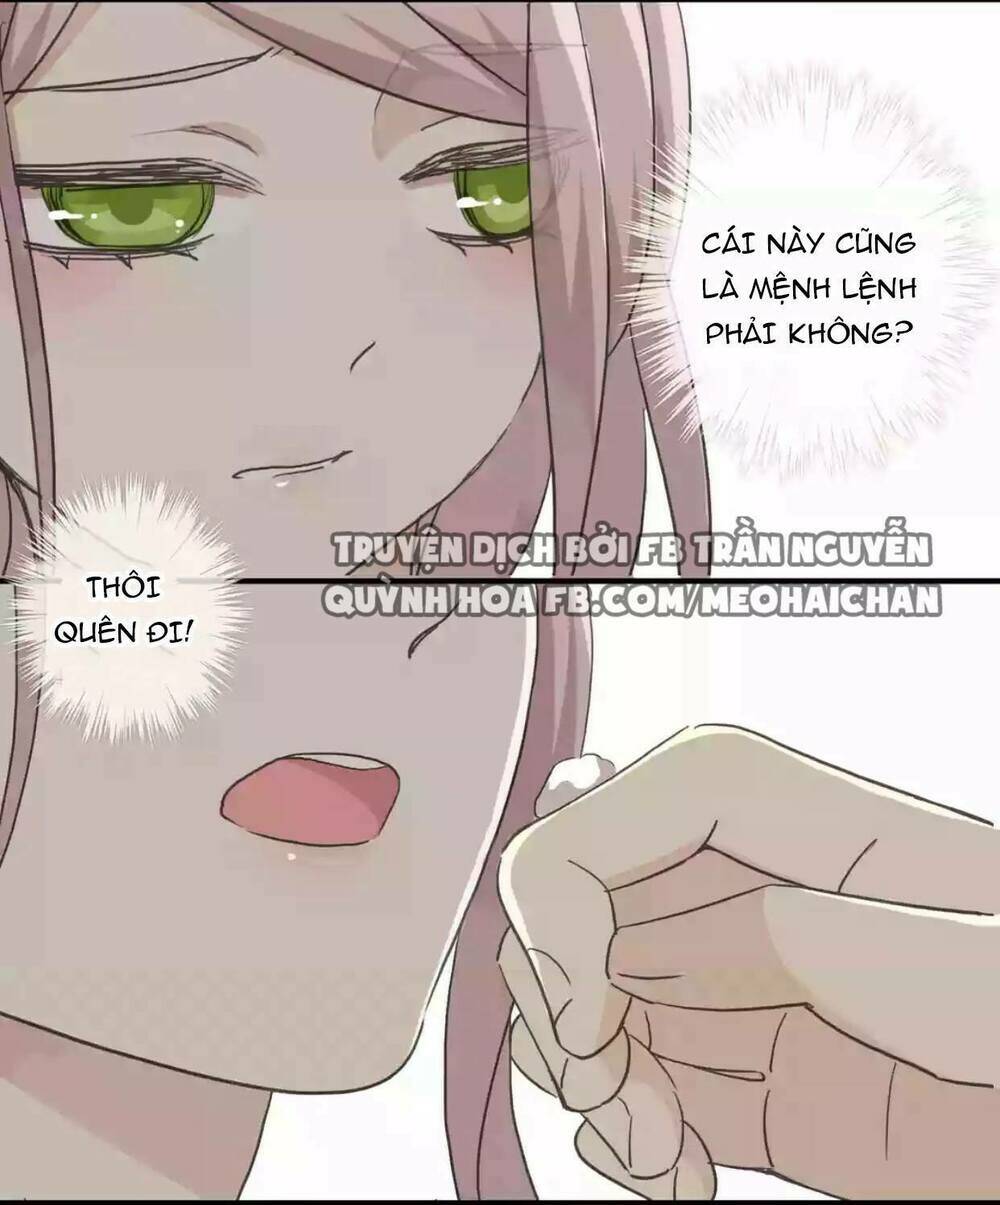 CÁI NÀY CŨNG
LÀ MỆNH LỆNH
PHẢI KHÔNG?
TRUYỆN DỊCH BỞI FB TRẦN NGUYỄN
QUỲNH HOA FB.COM/MEOHAICHAN
THÔI
QUÊN ĐI!